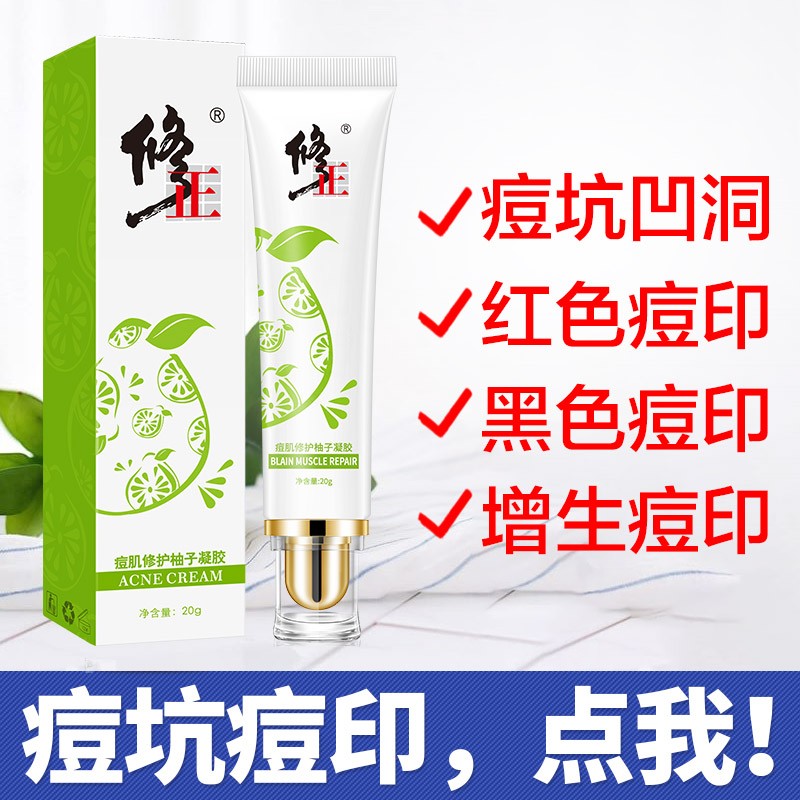 修正®
痘肌修护柚子凝胶
ACNE CREAM
净含量：20g
修正®
痘肌修护柚子凝胶
BLAIN MUSCLE REPAIR
净含量:20g
痘坑凹洞
红色痘印
黑色痘印
增生痘印
痘坑痘印，点我！